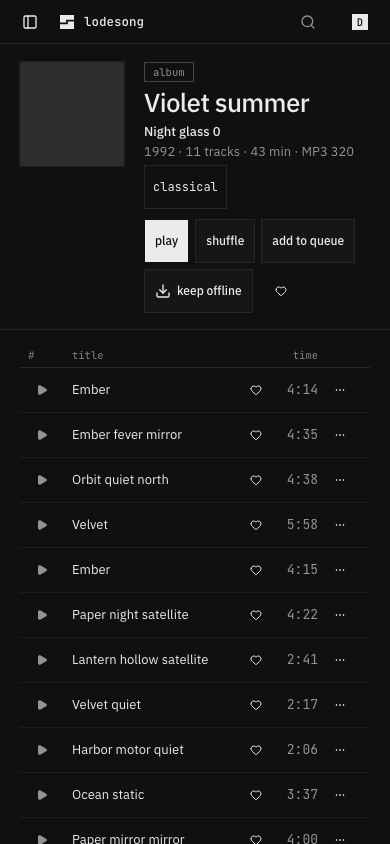 lodesong
D
album
Violet summer
Night glass 0
1992 · 11 tracks · 43 min · MP3 320
classical
play shuffle add to queue
keep offline
# title time
Ember 4:14
Ember fever mirror 4:35
Orbit quiet north 4:38
Velvet 5:58
Ember 4:15
Paper night satellite 4:22
Lantern hollow satellite 2:41
Velvet quiet 2:17
Harbor motor quiet 2:06
Ocean static 3:37
Paper mirror mirror 4:00